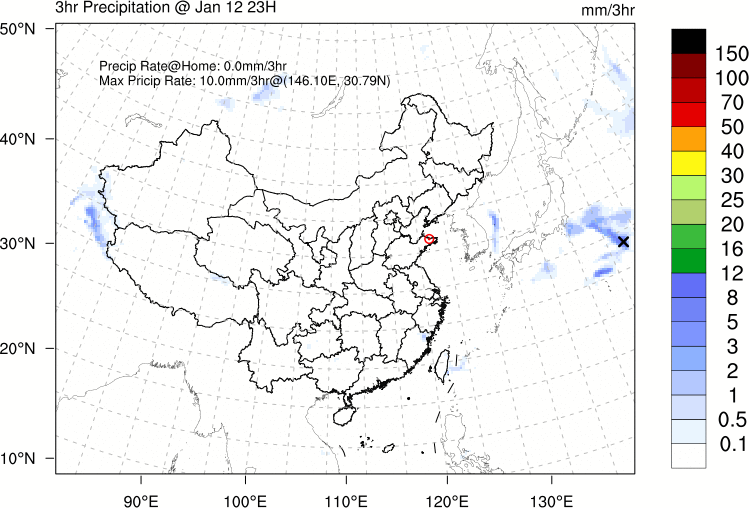 3hr Precipitation @ Jan 12 23H
mm/3hr
50°N
Precip Rate@Home: 0.0mm/3hr
Max Pricip Rate: 10.0mm/3hr@(146.10E, 30.79N)
40°N
30°N
20°N
10°N
90°E 100°E 110°E 120°E 130°E
150
100
70
50
40
30
25
20
16
12
8
5
3
2
1
0.5
0.1